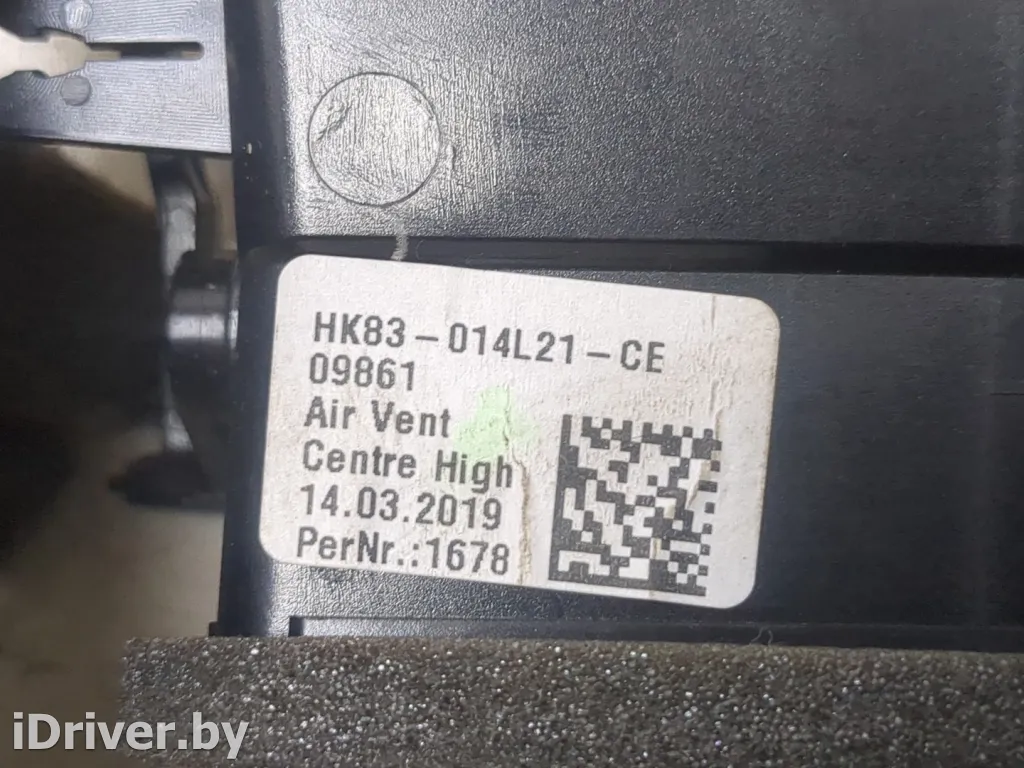 HK83-014L21-CE
09861
Air Vent
Centre High
14.03.2019
PerNr.:1678
iDriver.by